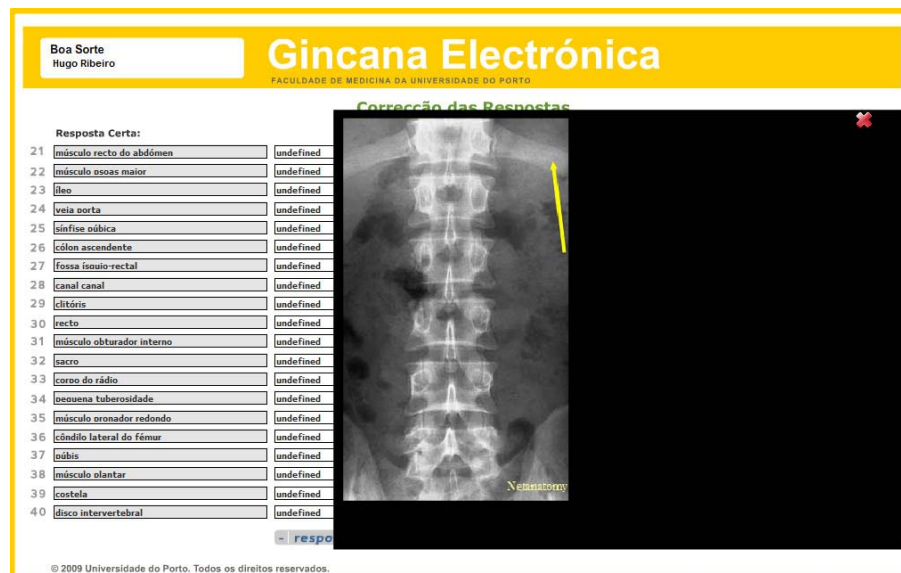 Boa Sorte
Hugo Ribeiro
Gincana Electrónica
FACULDADE DE MEDICINA DA UNIVERSIDADE DO PORTO
Correcção das Respostas
Resposta Certa:
21 músculo recto do abdómen undefined
22 músculo psoas maior undefined
23 íleo undefined
24 veia porta undefined
25 sínfise púbica undefined
26 cólon ascendente undefined
27 fossa ísquio-rectal undefined
28 canal canal undefined
29 clitóris undefined
30 recto undefined
31 músculo obturador interno undefined
32 sacro undefined
33 corpo do rádio undefined
34 pequena tuberosidade undefined
35 músculo pronador redondo undefined
36 côndilo lateral do fémur undefined
37 púbis undefined
38 músculo plantar undefined
39 costela undefined
40 disco intervertebral undefined
Netanatomy
- respo
© 2009 Universidade do Porto. Todos os direitos reservados.